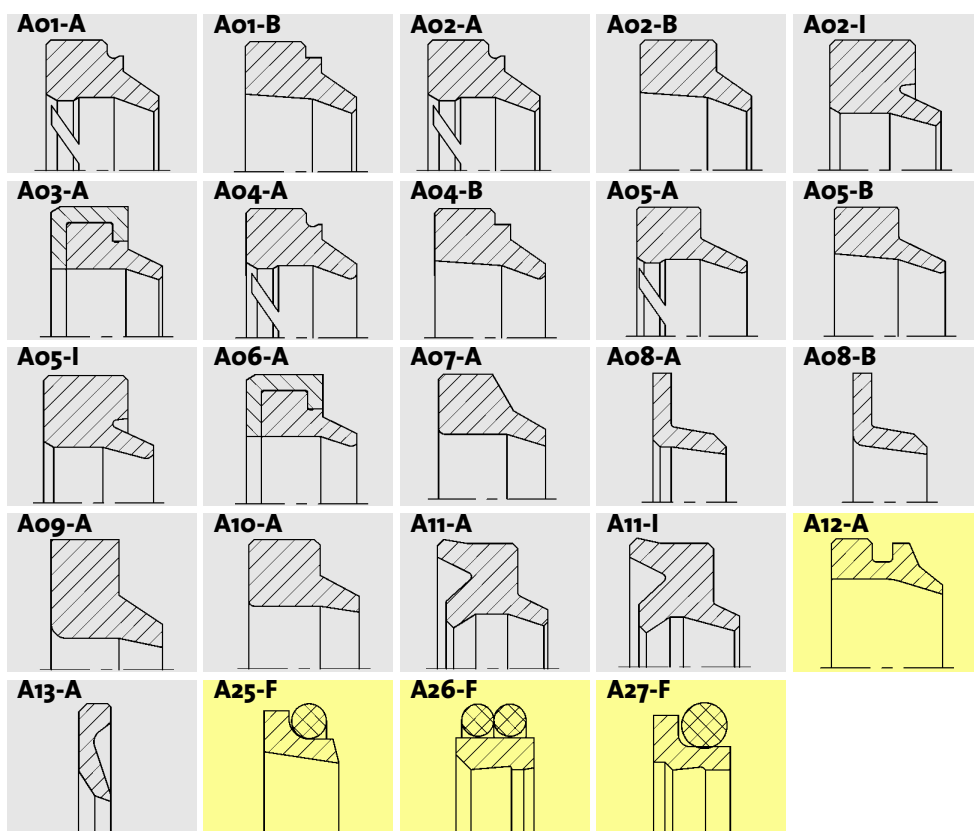 A01-A A01-B A02-A A02-B A02-I
A03-A A04-A A04-B A05-A A05-B
A05-I A06-A A07-A A08-A A08-B
A09-A A10-A A11-A A11-I A12-A
A13-A A25-F A26-F A27-F